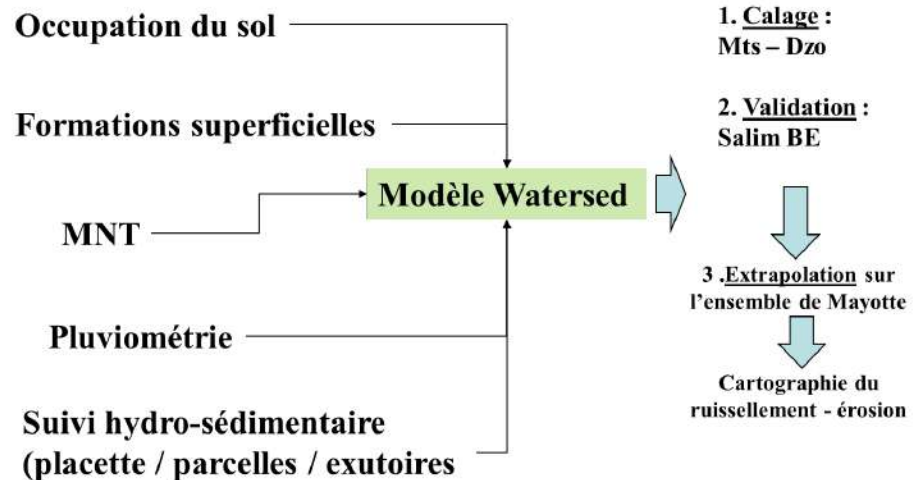 Occupation du sol
Formations superficielles
MNT
Pluviométrie
Suivi hydro-sédimentaire
(placette / parcelles / exutoires
Modèle Watersed
1. Calage :
Mts – Dzo
2. Validation :
Salim BE
3 .Extrapolation sur
l'ensemble de Mayotte
Cartographie du
ruissellement - érosion